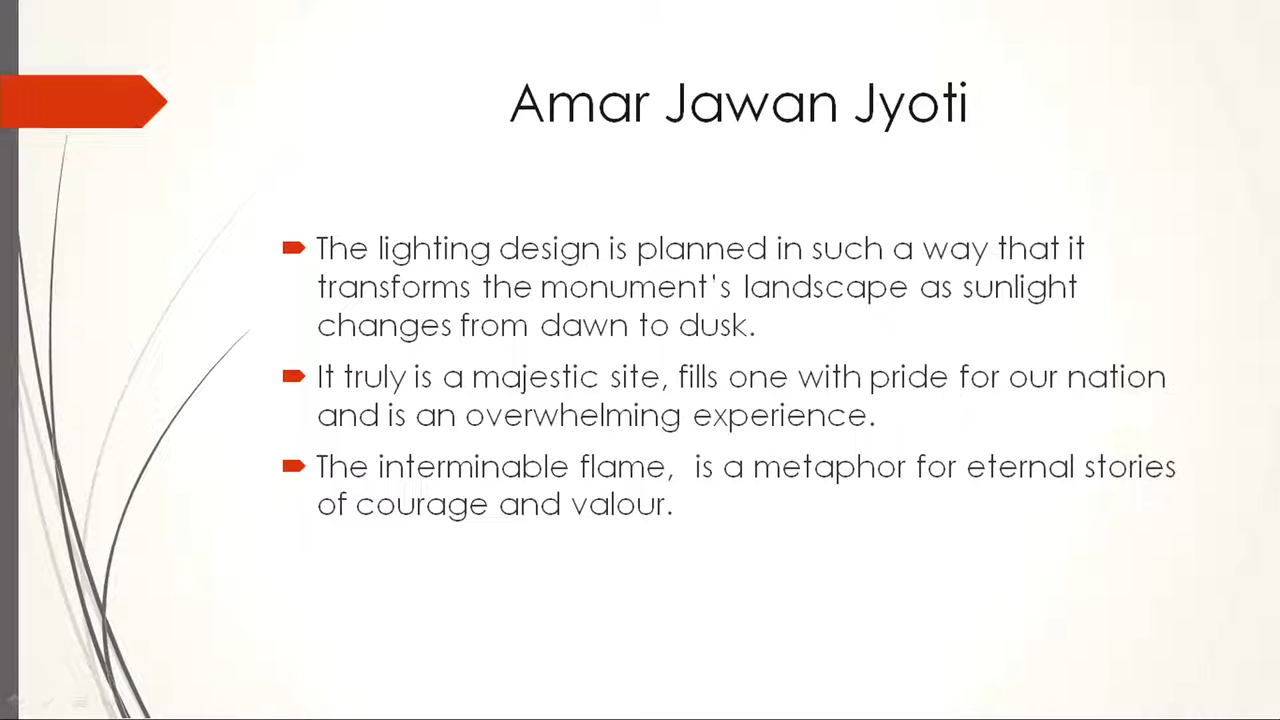 Amar Jawan Jyoti
The lighting design is planned in such a way that it
transforms the monument's landscape as sunlight
changes from dawn to dusk.
It truly is a majestic site, fills one with pride for our nation
and is an overwhelming experience.
The interminable flame,  is a metaphor for eternal stories
of courage and valour.